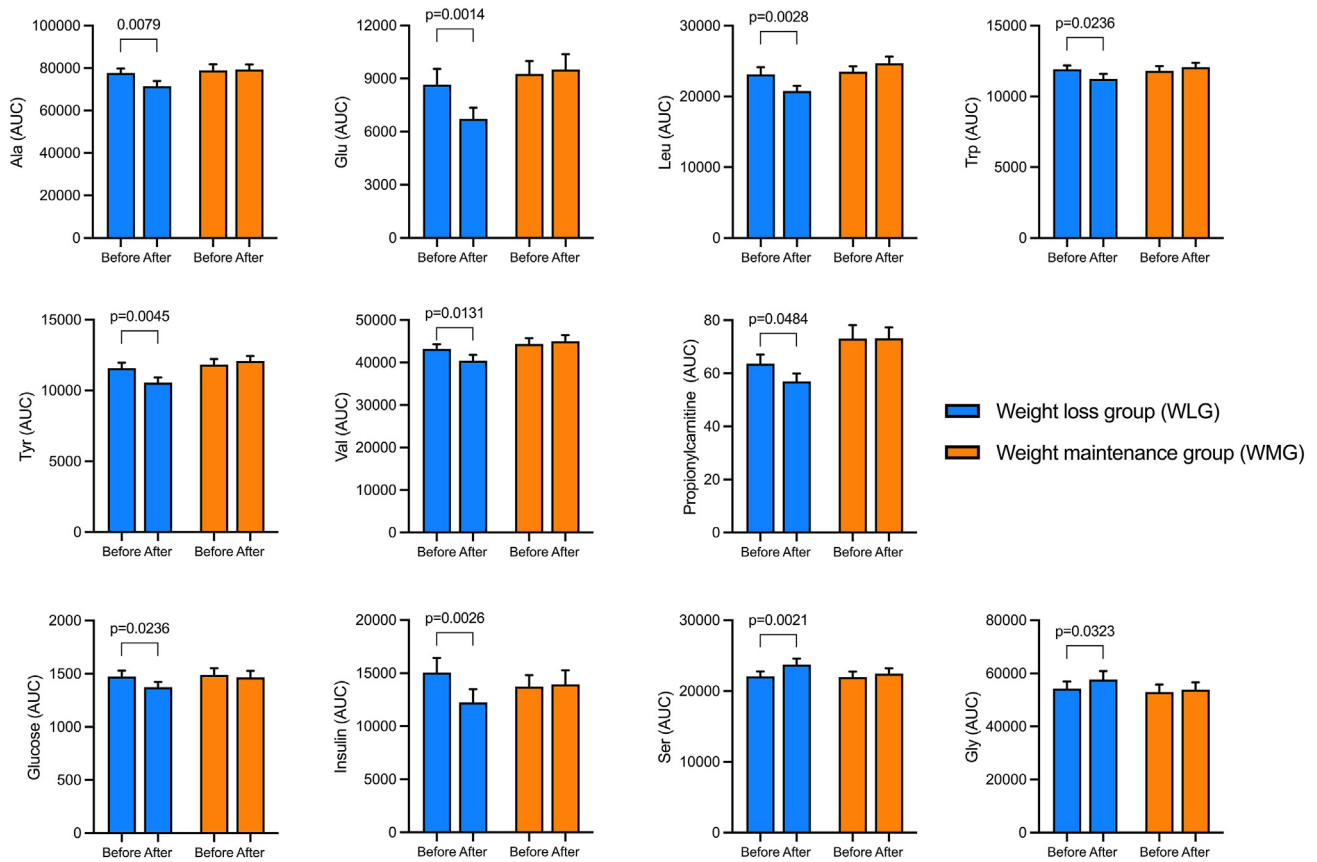 Ala (AUC)
100000
80000
60000
40000
20000
0
0.0079
Before After Before After
Glu (AUC)
12000
9000
6000
3000
0
p=0.0014
Before After Before After
Leu (AUC)
30000
20000
10000
0
p=0.0028
Before After Before After
Trp (AUC)
15000
10000
5000
0
p=0.0236
Before After Before After
Tyr (AUC)
15000
10000
5000
0
p=0.0045
Before After Before After
Val (AUC)
50000
40000
30000
20000
10000
0
p=0.0131
Before After Before After
Propionylcarnitine (AUC)
80
60
40
20
0
p=0.0484
Before After Before After
Weight loss group (WLG)
Weight maintenance group (WMG)
Glucose (AUC)
2000
1500
1000
500
0
p=0.0236
Before After Before After
Insulin (AUC)
20000
15000
10000
5000
0
p=0.0026
Before After Before After
Ser (AUC)
30000
20000
10000
0
p=0.0021
Before After Before After
Gly (AUC)
80000
60000
40000
20000
0
p=0.0323
Before After Before After